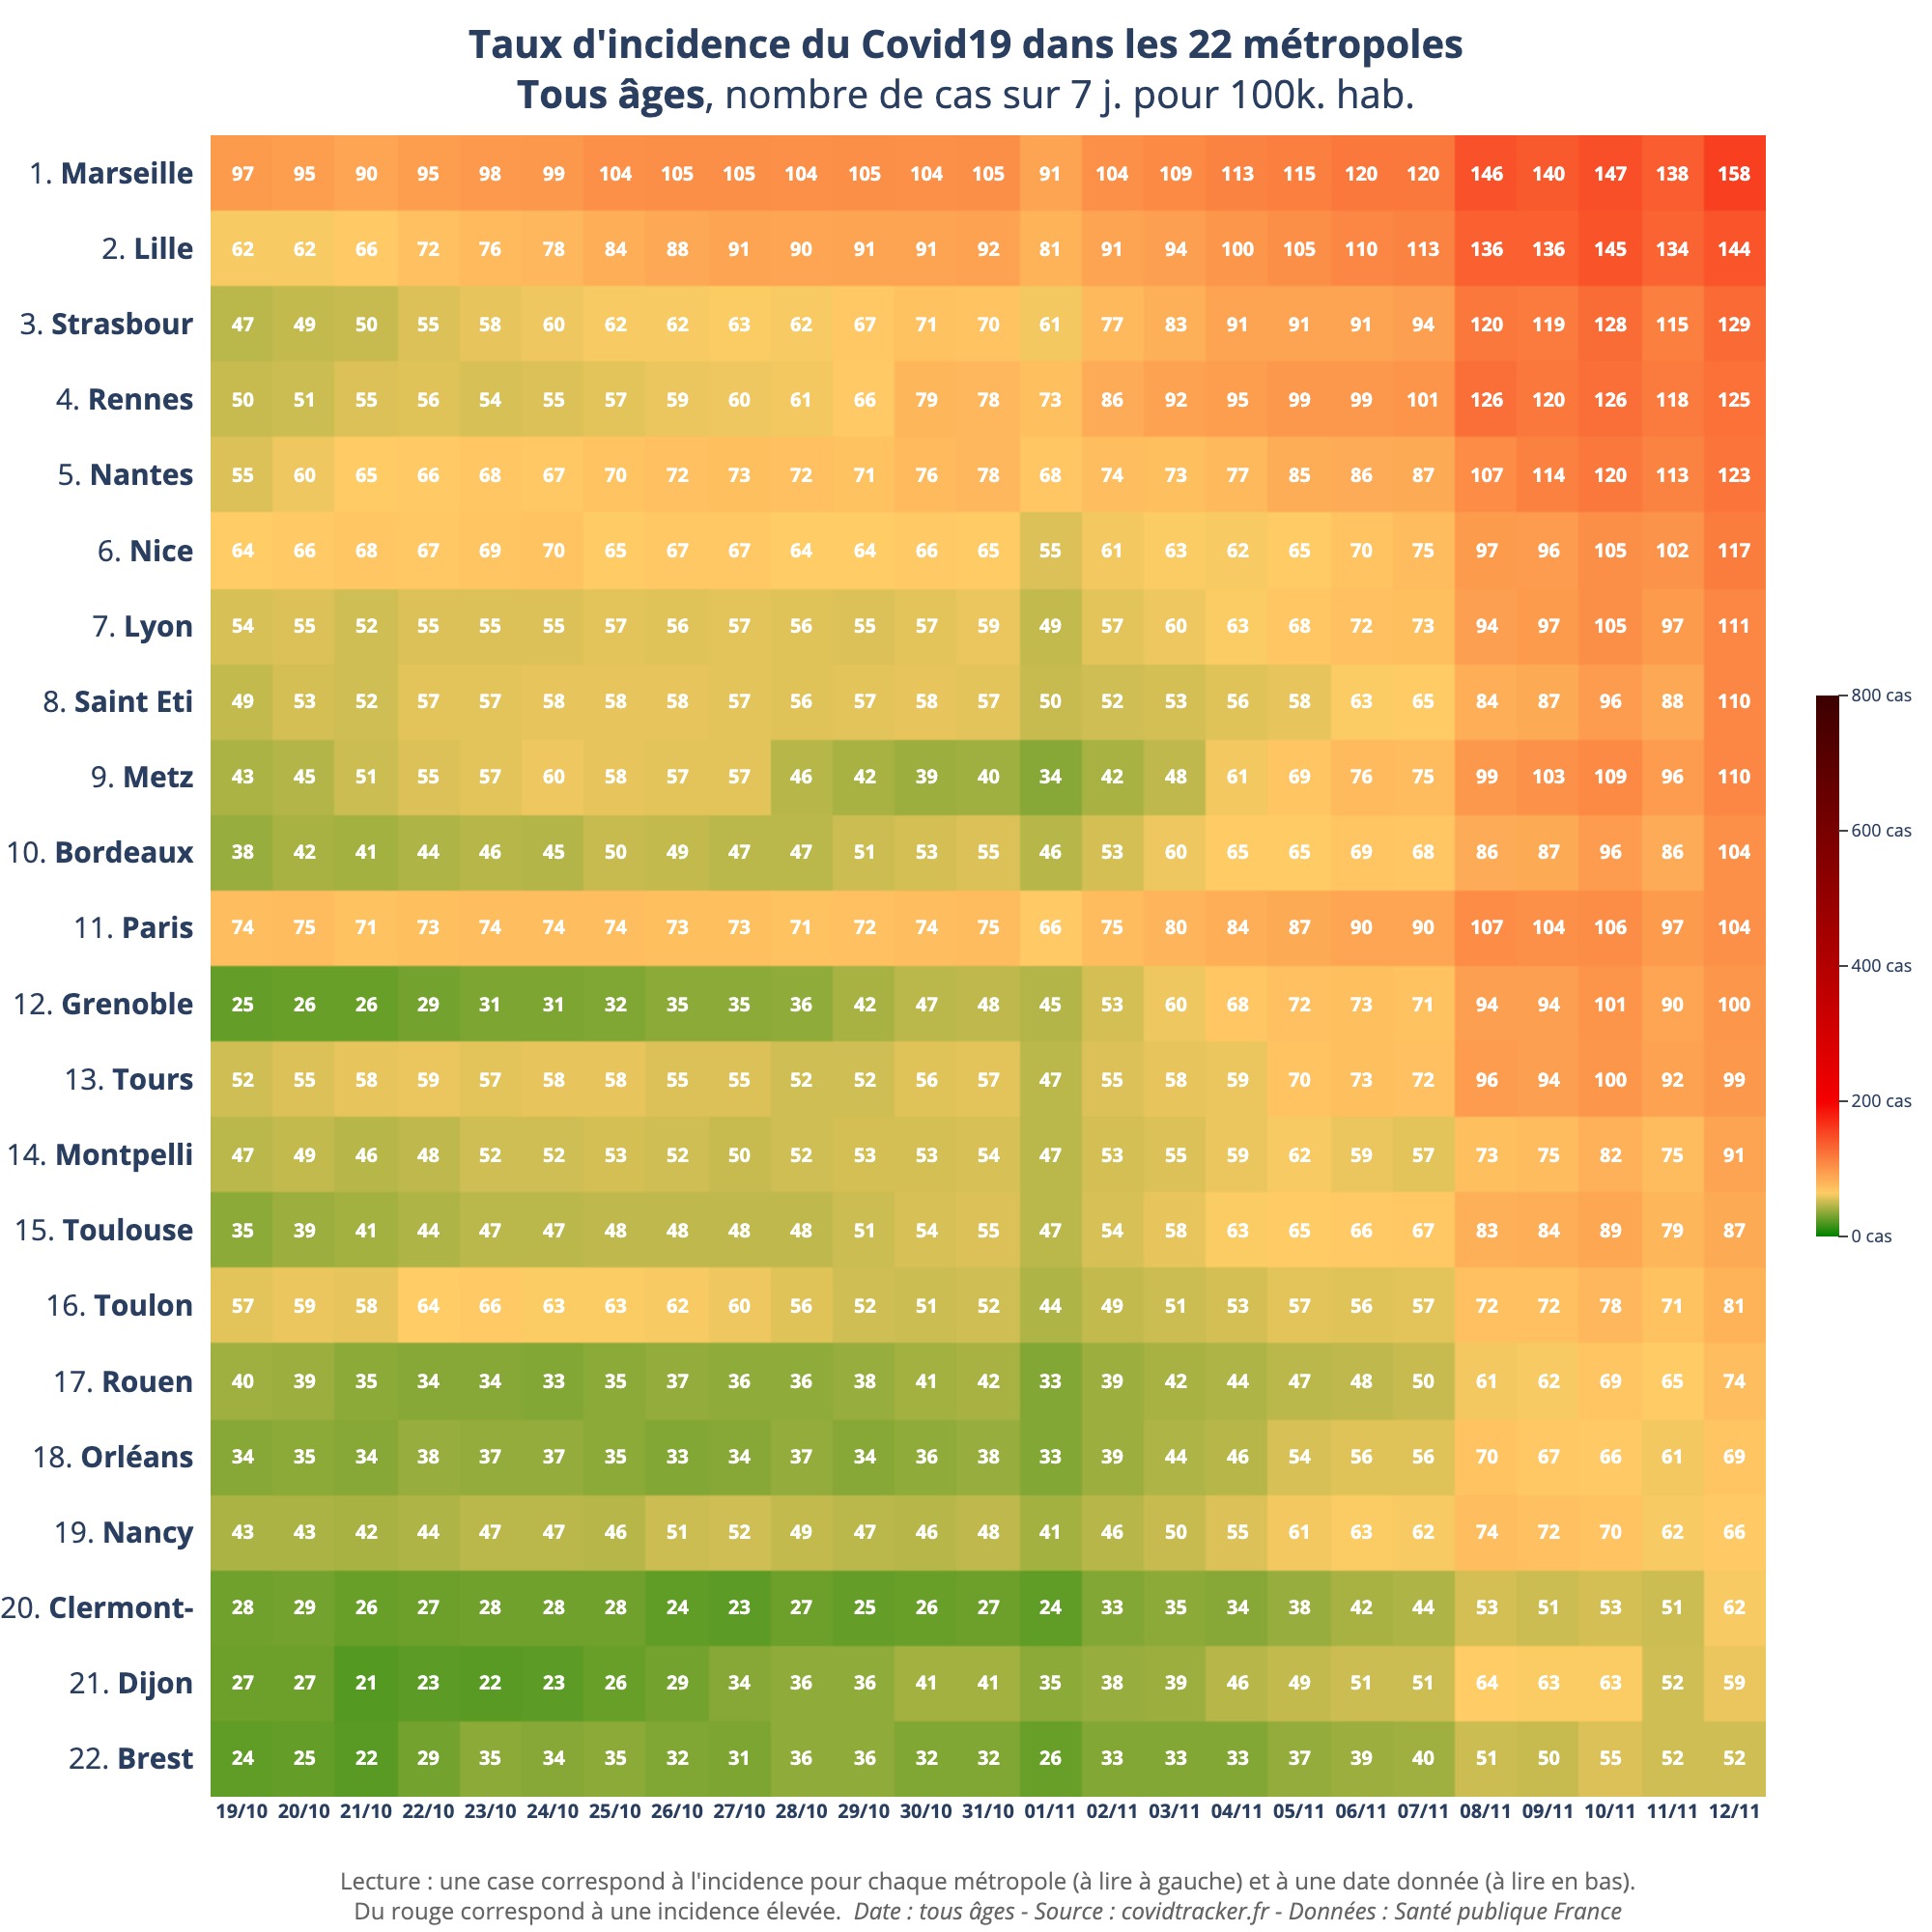 Taux d'incidence du Covid19 dans les 22 métropoles
Tous âges, nombre de cas sur 7 j. pour 100k. hab.
1. Marseille 97 95 90 95 98 99 104 105 105 104 105 104 105 91 104 109 113 115 120 120 146 140 147 138 158
2. Lille 62 62 66 72 76 78 84 88 91 90 91 91 92 81 91 94 100 105 110 113 136 136 145 134 144
3. Strasbour 47 49 50 55 58 60 62 62 63 62 67 71 70 61 77 83 91 91 91 94 120 119 128 115 129
4. Rennes 50 51 55 56 54 55 57 59 60 61 66 79 78 73 86 92 95 99 99 101 126 120 126 118 125
5. Nantes 55 60 65 66 68 67 70 72 73 72 71 76 78 68 74 73 77 85 86 87 107 114 120 113 123
6. Nice 64 66 68 67 69 70 65 67 67 64 64 66 65 55 61 63 62 65 70 75 97 96 105 102 117
7. Lyon 54 55 52 55 55 55 57 56 57 56 55 57 59 49 57 60 63 68 72 73 94 97 105 97 111
8. Saint Eti 49 53 52 57 57 58 58 58 57 56 57 58 57 50 52 53 56 58 63 65 84 87 96 88 110
9. Metz 43 45 51 55 57 60 58 57 57 46 42 39 40 34 42 48 61 69 76 75 99 103 109 96 110
10. Bordeaux 38 42 41 44 46 45 50 49 47 47 51 53 55 46 53 60 65 65 69 68 86 87 96 86 104
11. Paris 74 75 71 73 74 74 74 73 73 71 72 74 75 66 75 80 84 87 90 90 107 104 106 97 104
12. Grenoble 25 26 26 29 31 31 32 35 35 36 42 47 48 45 53 60 68 72 73 71 94 94 101 90 100
13. Tours 52 55 58 59 57 58 58 55 55 52 52 56 57 47 55 58 59 70 73 72 96 94 100 92 99
14. Montpelli 47 49 46 48 52 52 53 52 50 52 53 53 54 47 53 55 59 62 59 57 73 75 82 75 91
15. Toulouse 35 39 41 44 47 47 48 48 48 48 51 54 55 47 54 58 63 65 66 67 83 84 89 79 87
16. Toulon 57 59 58 64 66 63 63 62 60 56 52 51 52 44 49 51 53 57 56 57 72 72 78 71 81
17. Rouen 40 39 35 34 34 33 35 37 36 36 38 41 42 33 39 42 44 47 48 50 61 62 69 65 74
18. Orléans 34 35 34 38 37 37 35 33 34 37 34 36 38 33 39 44 46 54 56 56 70 67 66 61 69
19. Nancy 43 43 42 44 47 47 46 51 52 49 47 46 48 41 46 50 55 61 63 62 74 72 70 62 66
20. Clermont- 28 29 26 27 28 28 28 24 23 27 25 26 27 24 33 35 34 38 42 44 53 51 53 51 62
21. Dijon 27 27 21 23 22 23 26 29 34 36 36 41 41 35 38 39 46 49 51 51 64 63 63 52 59
22. Brest 24 25 22 29 35 34 35 32 31 36 36 32 32 26 33 33 33 37 39 40 51 50 55 52 52
19/10 20/10 21/10 22/10 23/10 24/10 25/10 26/10 27/10 28/10 29/10 30/10 31/10 01/11 02/11 03/11 04/11 05/11 06/11 07/11 08/11 09/11 10/11 11/11 12/11
800 cas
600 cas
400 cas
200 cas
0 cas
Lecture : une case correspond à l'incidence pour chaque métropole (à lire à gauche) et à une date donnée (à lire en bas).
Du rouge correspond à une incidence élevée. Date : tous âges - Source : covidtracker.fr - Données : Santé publique France